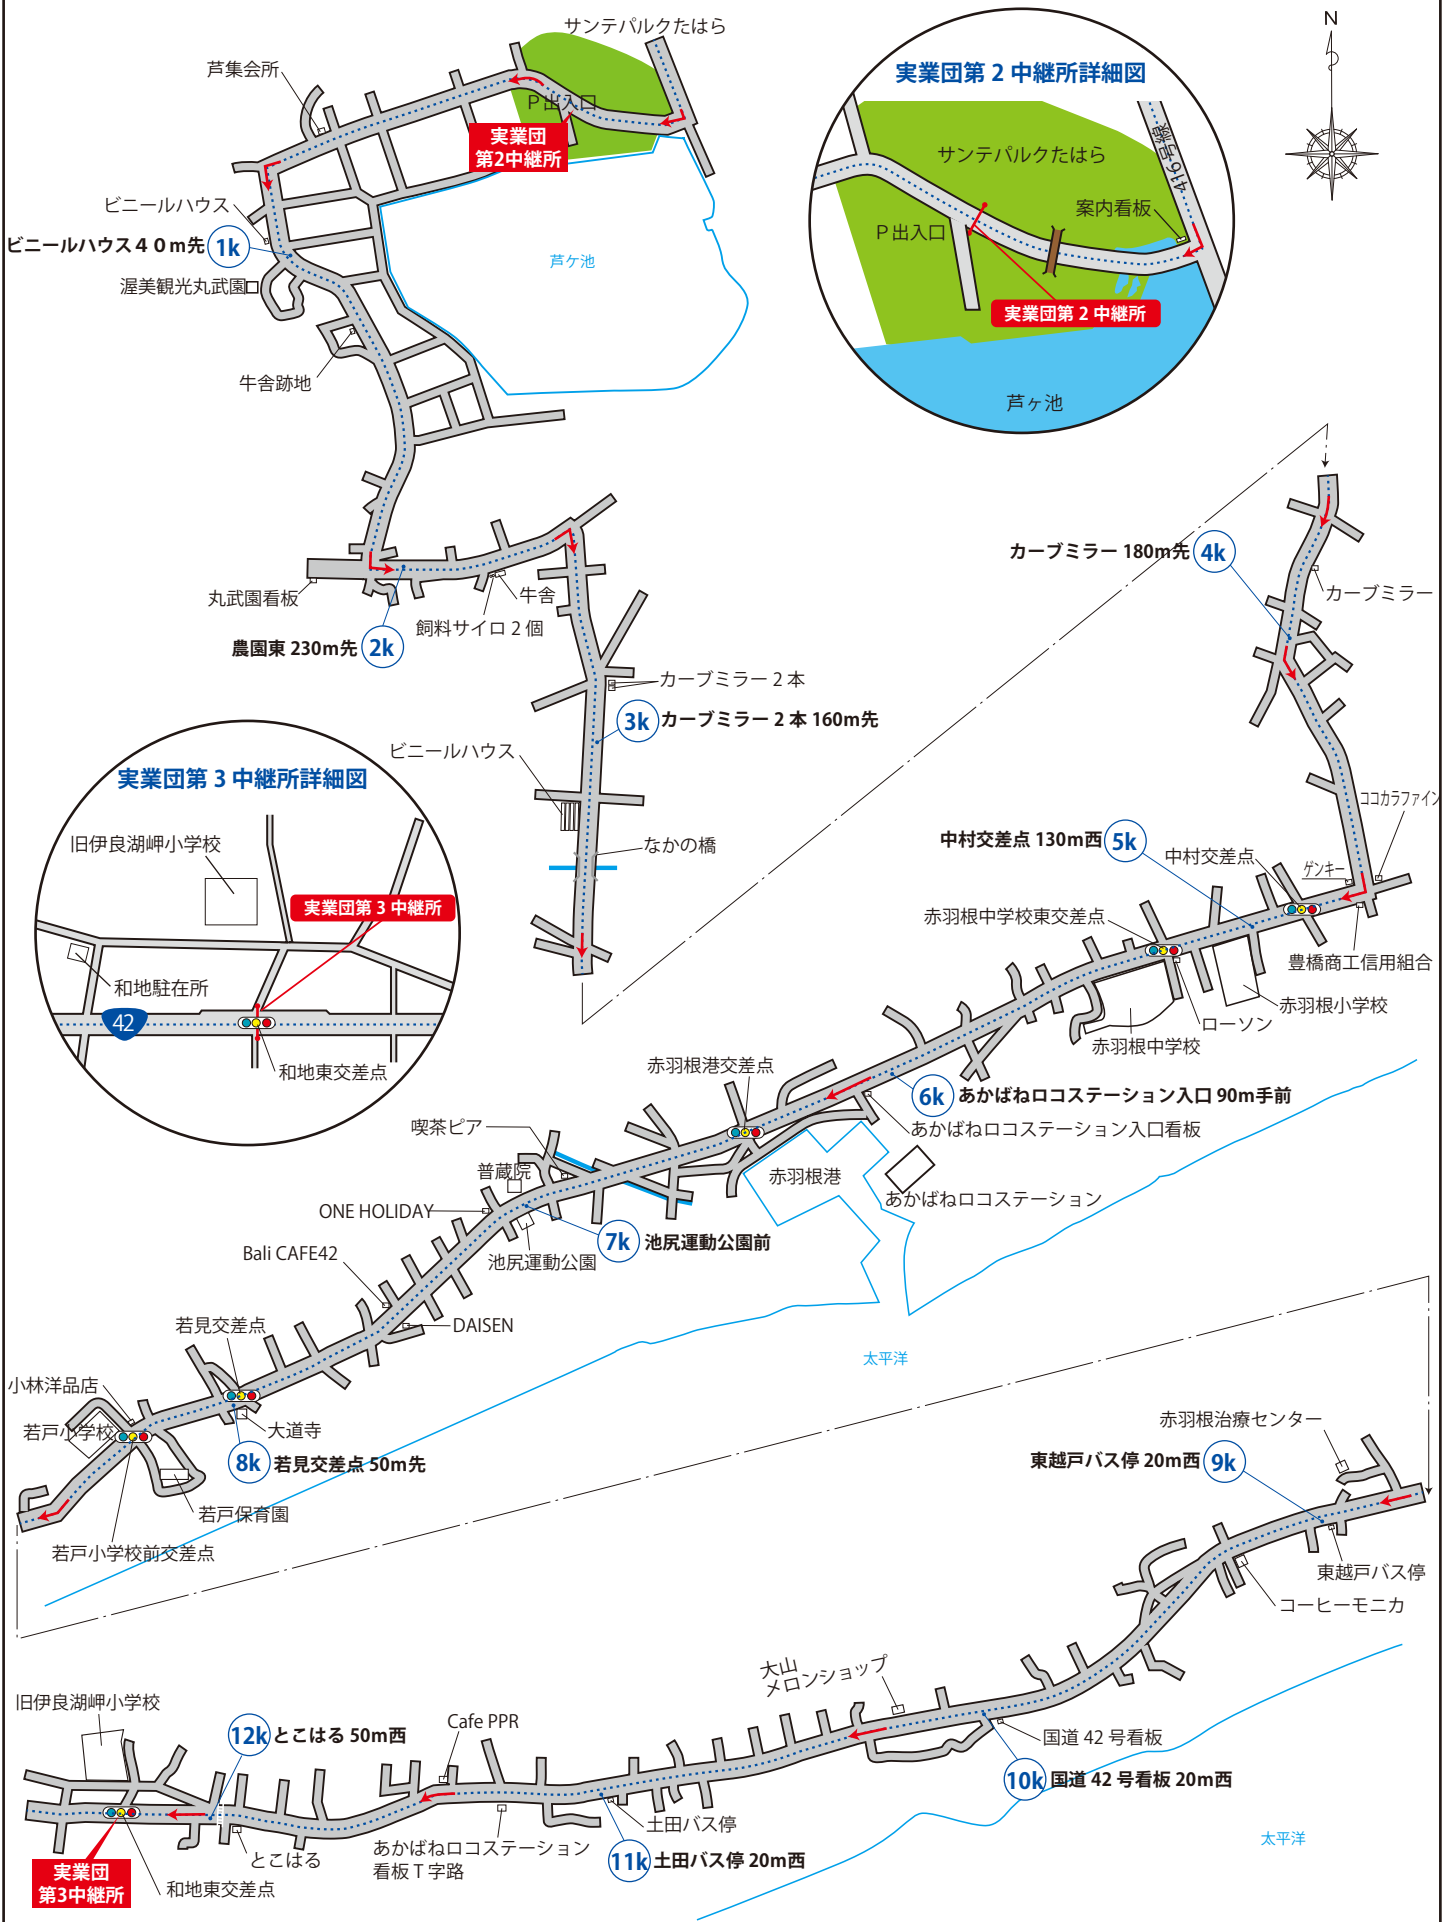 サンテパルクたはら
芦集会所
P出入口
実業団
第2中継所
ビニールハウス
ビニールハウス40m先
1k
渥美観光丸武園
芦ケ池
牛舎跡地
実業団第2中継所詳細図
サンテパルクたはら
416号線
案内看板
P出入口
実業団第2中継所
芦ヶ池
N
丸武園看板
牛舎
飼料サイロ2個
農園東 230m先
2k
カーブミラー2本
3k
カーブミラー2本 160m先
ビニールハウス
なかの橋
カーブミラー 180m先
4k
カーブミラー
ココカラファイン
実業団第3中継所詳細図
旧伊良湖岬小学校
実業団第3中継所
和地駐在所
42
和地東交差点
中村交差点 130m西
5k
中村交差点
ゲンキー
赤羽根中学校東交差点
豊橋商工信用組合
赤羽根小学校
ローソン
赤羽根中学校
赤羽根港交差点
6k
あかばねロコステーション入口 90m手前
あかばねロコステーション入口看板
喫茶ピア
普蔵院
赤羽根港
あかばねロコステーション
ONE HOLIDAY
7k
池尻運動公園前
池尻運動公園
Bali CAFE42
DAISEN
若見交差点
太平洋
小林洋品店
若戸小学校
大道寺
8k
若見交差点 50m先
若戸保育園
若戸小学校前交差点
赤羽根治療センター
東越戸バス停 20m西
9k
東越戸バス停
コーヒーモニカ
大山
メロンショップ
国道42号看板
10k
国道42号看板 20m西
旧伊良湖岬小学校
12k
とこはる 50m西
Cafe PPR
土田バス停
あかばねロコステーション
看板T字路
11k
土田バス停 20m西
とこはる
実業団
第3中継所
和地東交差点
太平洋